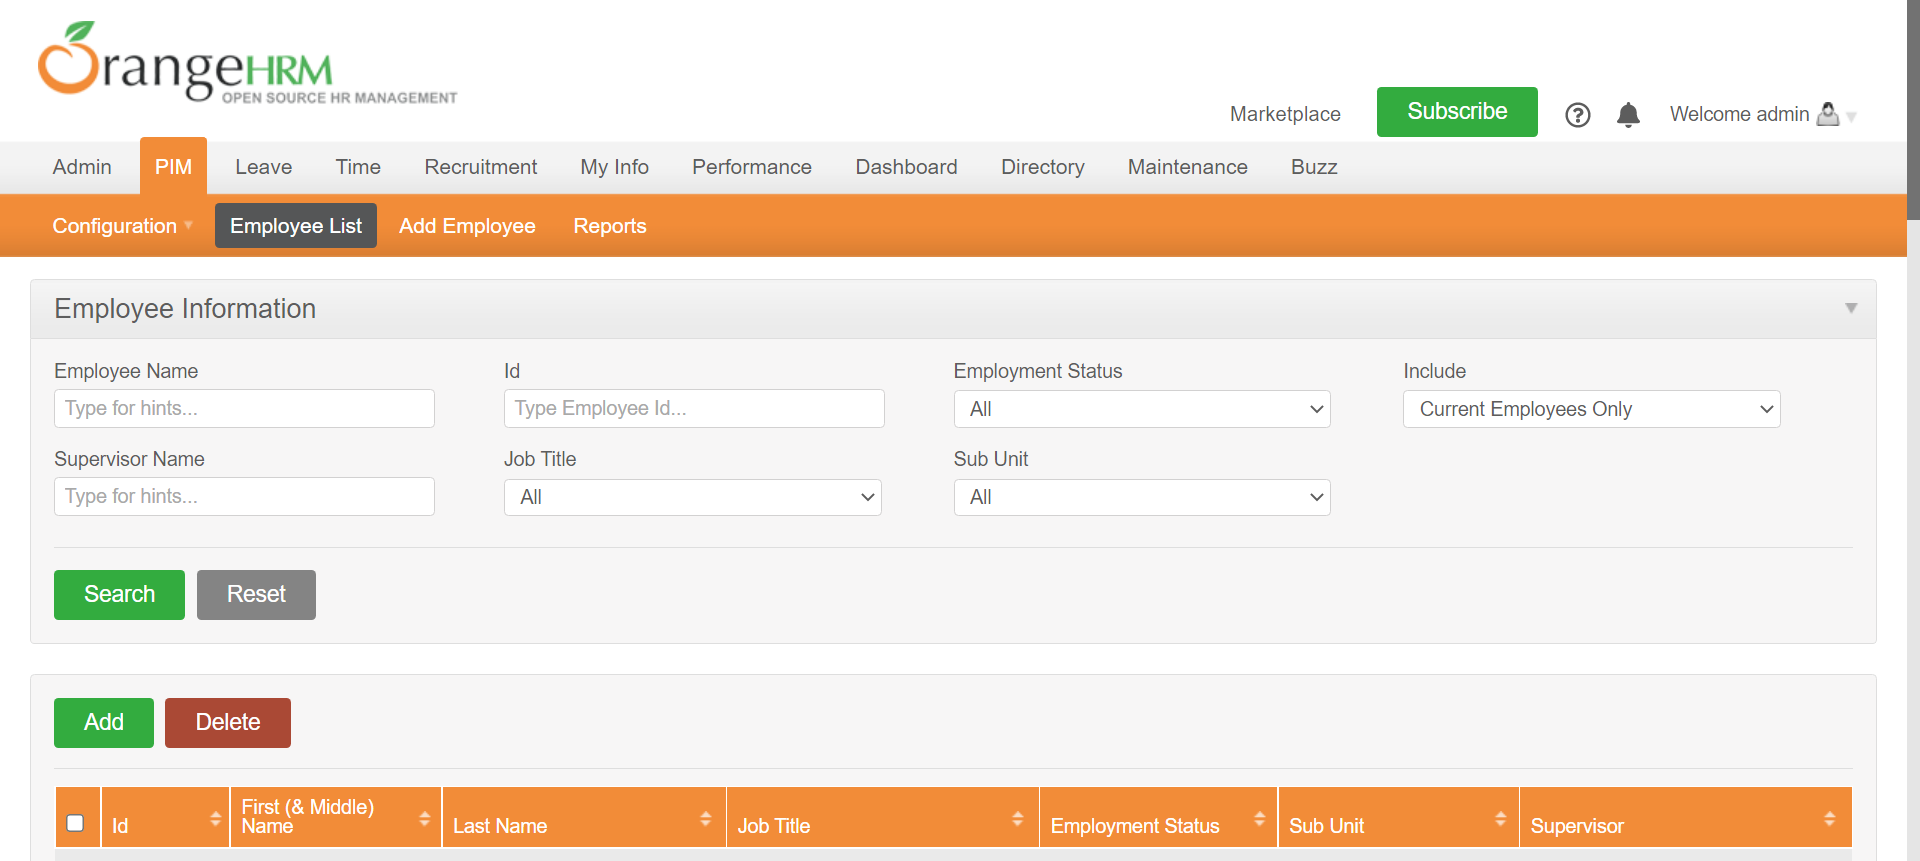 OrangeHRM
OPEN SOURCE HR MANAGEMENT
Marketplace
Subscribe
Welcome admin
Admin
PIM
Leave
Time
Recruitment
My Info
Performance
Dashboard
Directory
Maintenance
Buzz
Configuration
Employee List
Add Employee
Reports
Employee Information
Employee Name
Id
Employment Status
Include
Type for hints...
Type Employee Id...
All
Current Employees Only
Supervisor Name
Job Title
Sub Unit
Type for hints...
All
All
Search
Reset
Add
Delete
Id
First (& Middle)
Name
Last Name
Job Title
Employment Status
Sub Unit
Supervisor